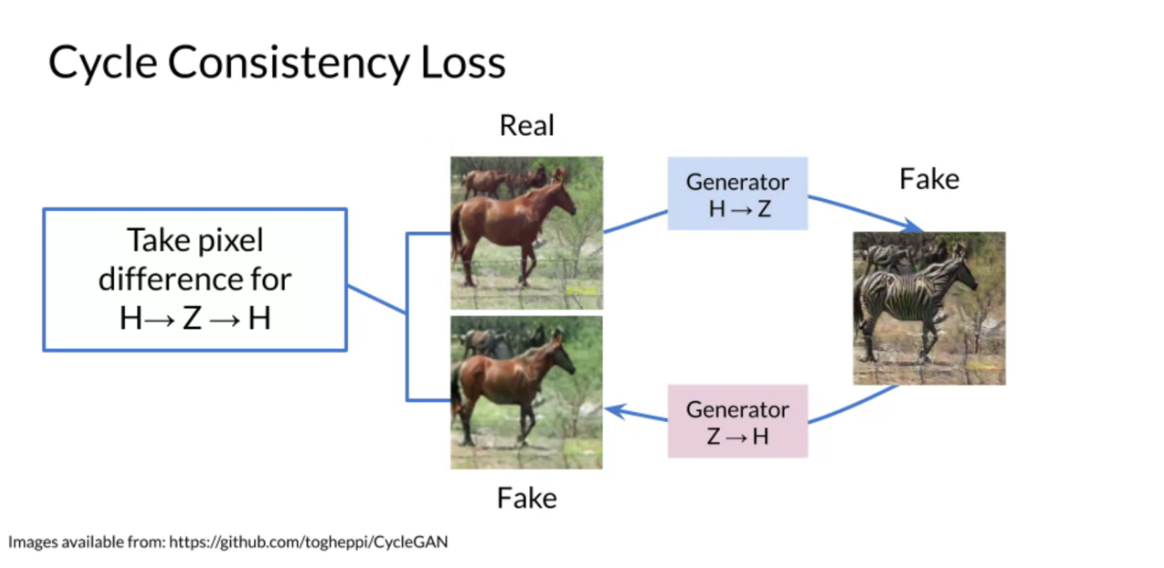 Cycle Consistency Loss
Real
Generator
H→Z
Fake
Take pixel
difference for
H→ Z → H
Generator
Z→H
Fake
Images available from: https://github.com/togheppi/CycleGAN